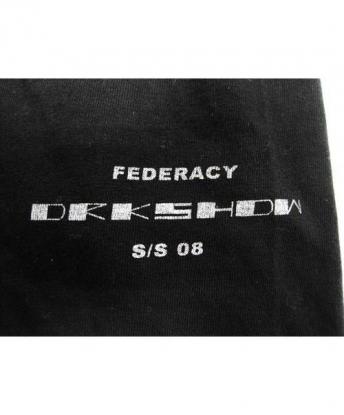 FEDERACY
DRKSHDW
S/S 08